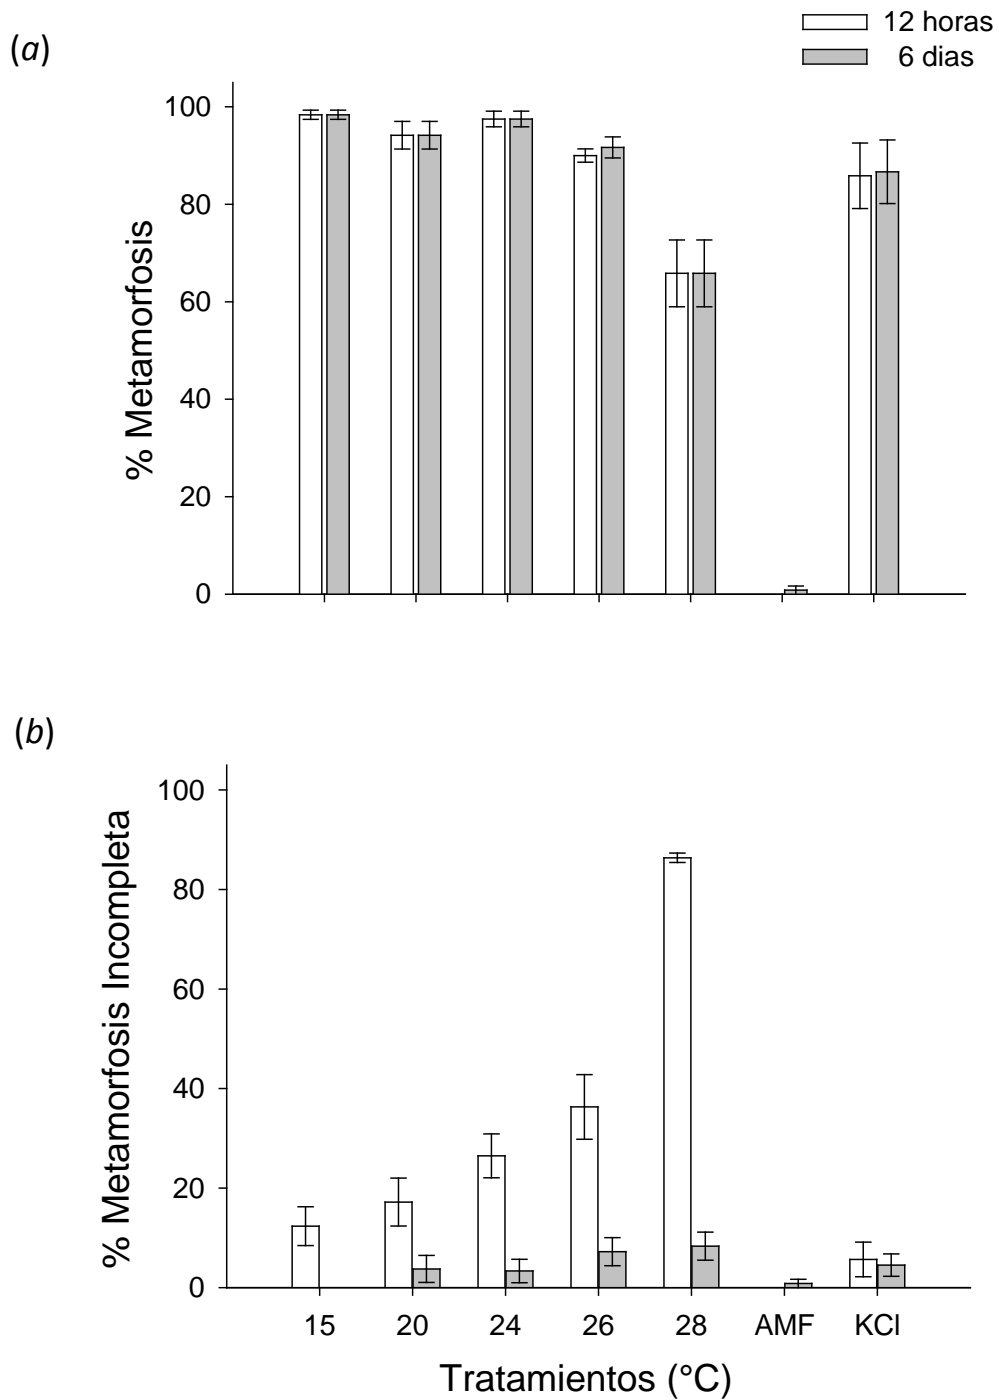 12 horas
6 dias
(a)
% Metamorfosis
100
80
60
40
20
0
(b)
% Metamorfosis Incompleta
100
80
60
40
20
0
15 20 24 26 28 AMF KCl
Tratamientos (°C)